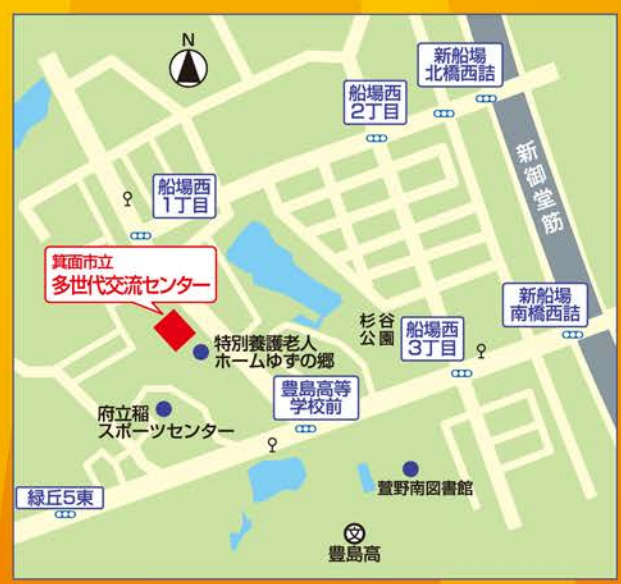 N
新船場
北橋西詰
船場西
2丁目
新御堂筋
船場西
1丁目
箕面市立
多世代交流センター
新船場
南橋西詰
杉谷
公園
船場西
3丁目
特別養護老人
ホームゆずの郷
豊島高等
学校前
府立稲
スポーツセンター
緑丘5東
萱野南図書館
文
豊島高